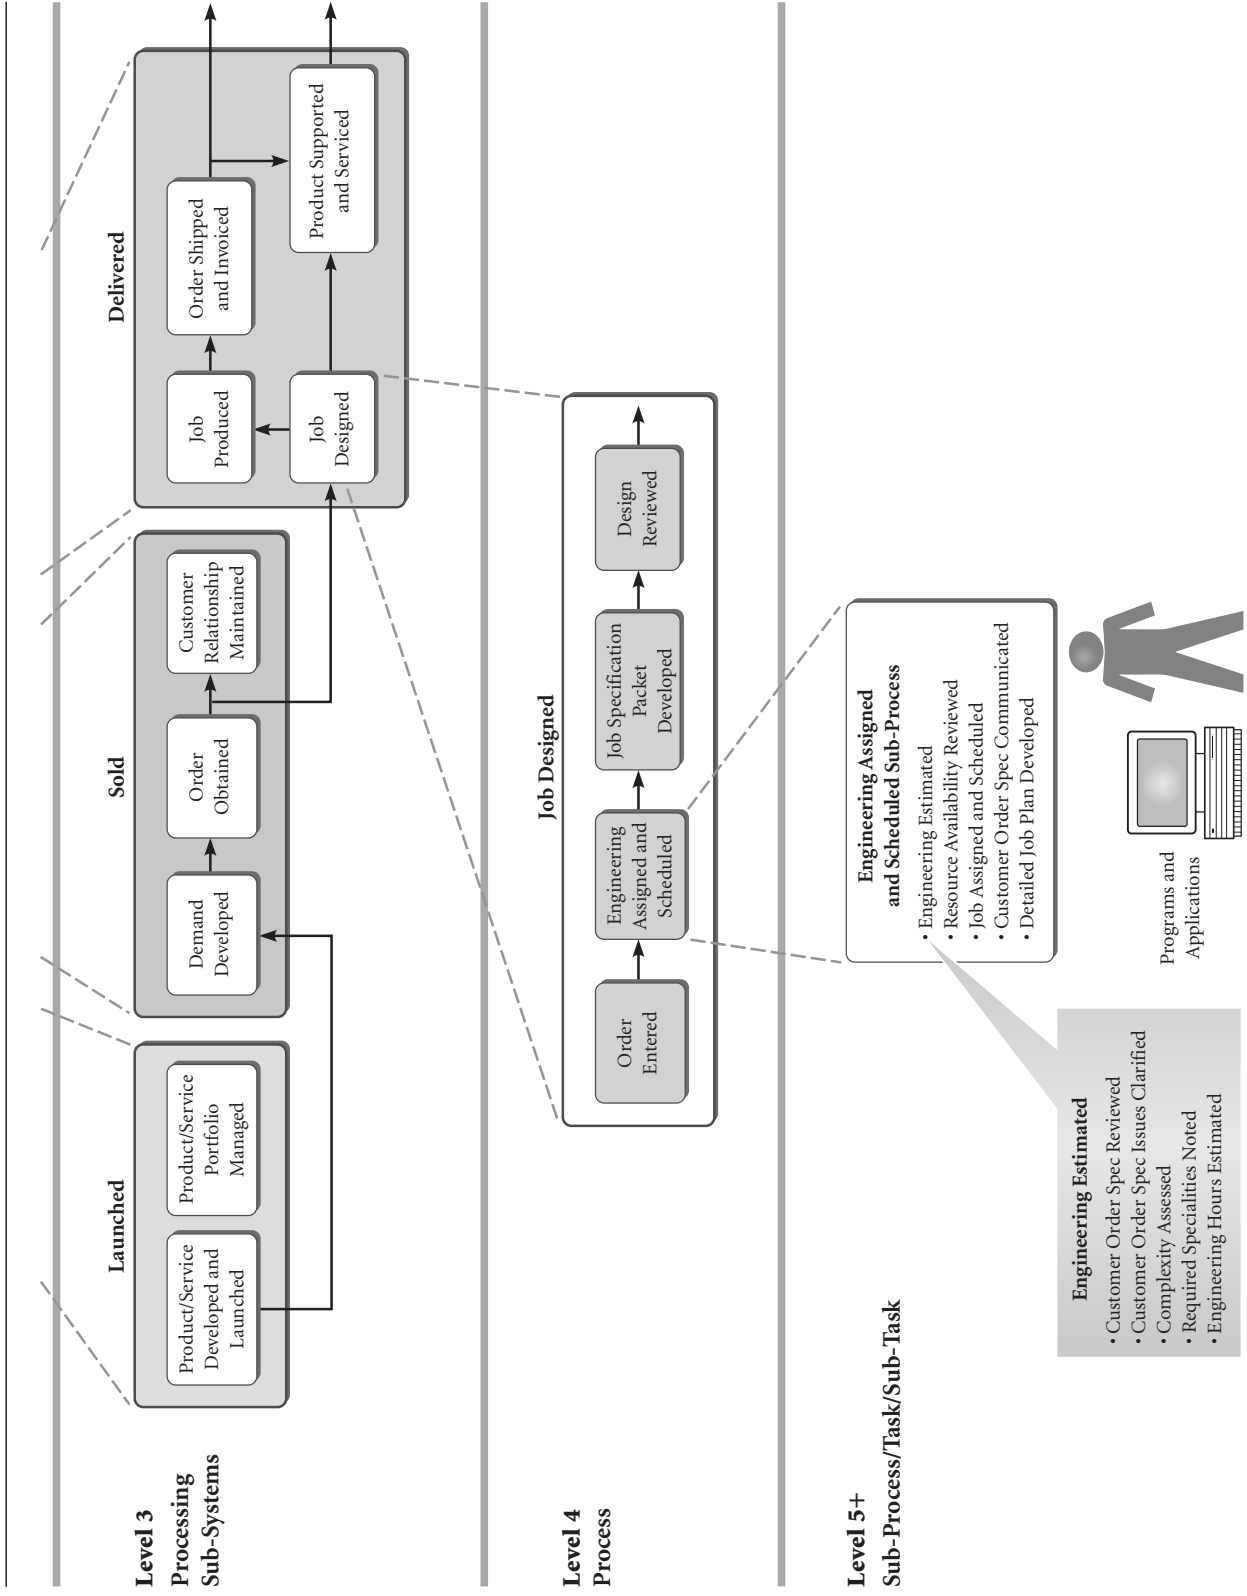 Level 3
Processing
Sub-Systems
Launched
Product/Service
Developed and
Launched
Product/Service
Portfolio
Managed
Sold
Demand
Developed
Order
Obtained
Customer
Relationship
Maintained
Delivered
Job
Produced
Order Shipped
and Invoiced
Job
Designed
Product Supported
and Serviced
Level 4
Process
Job Designed
Order
Entered
Engineering
Assigned and
Scheduled
Job Specification
Packet
Developed
Design
Reviewed
Level 5+
Sub-Process/Task/Sub-Task
Engineering Assigned
and Scheduled Sub-Process
• Engineering Estimated
• Resource Availability Reviewed
• Job Assigned and Scheduled
• Customer Order Spec Communicated
• Detailed Job Plan Developed
Engineering Estimated
• Customer Order Spec Reviewed
• Customer Order Spec Issues Clarified
• Complexity Assessed
• Required Specialities Noted
• Engineering Hours Estimated
Programs and
Applications